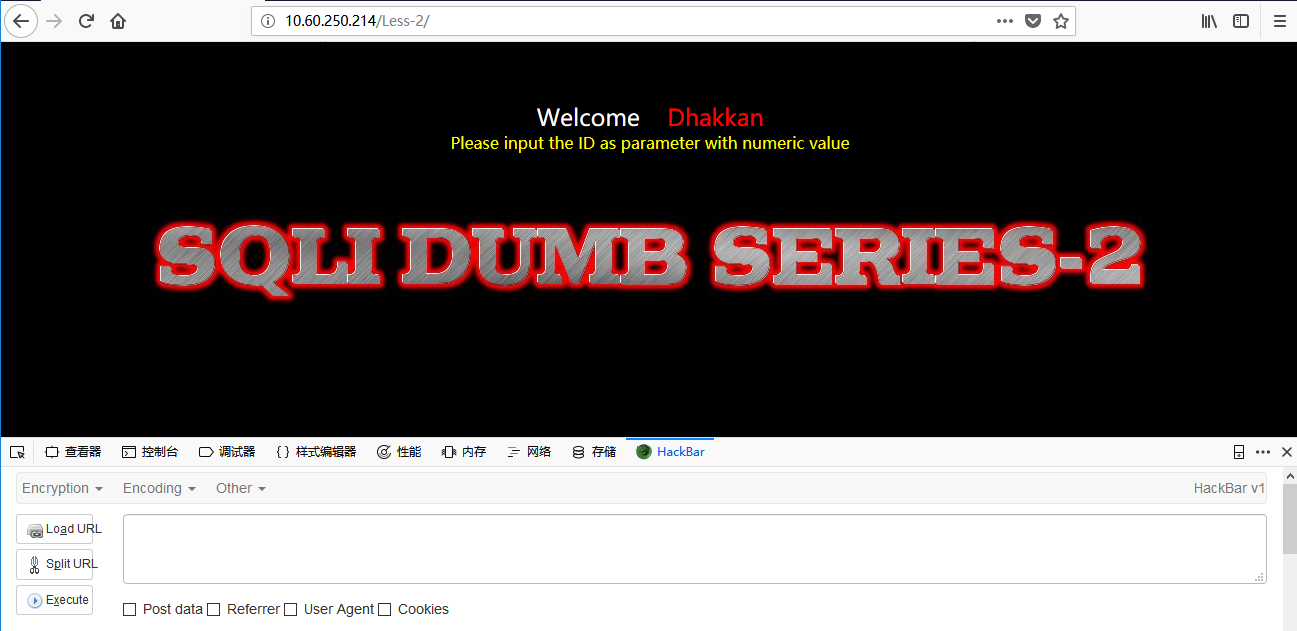 10.60.250.214/Less-2/
Welcome Dhakkan
Please input the ID as parameter with numeric value
SQLI DUMB SERIES-2
查看器 控制台 调试器 {} 样式编辑器 性能 内存 网络 存储 HackBar
Encryption Encoding Other HackBar v1
Load URL
Split URL
Execute
Post data Referrer User Agent Cookies